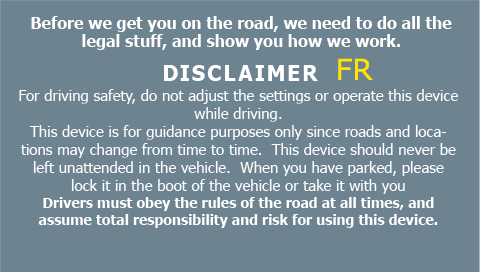 Before we get you on the road, we need to do all the
legal stuff, and show you how we work.
DISCLAIMER FR
For driving safety, do not adjust the settings or operate this device
while driving.
This device is for guidance purposes only since roads and loca-
tions may change from time to time.  This device should never be
left unattended in the vehicle.  When you have parked, please
lock it in the boot of the vehicle or take it with you
Drivers must obey the rules of the road at all times, and
assume total responsibility and risk for using this device.